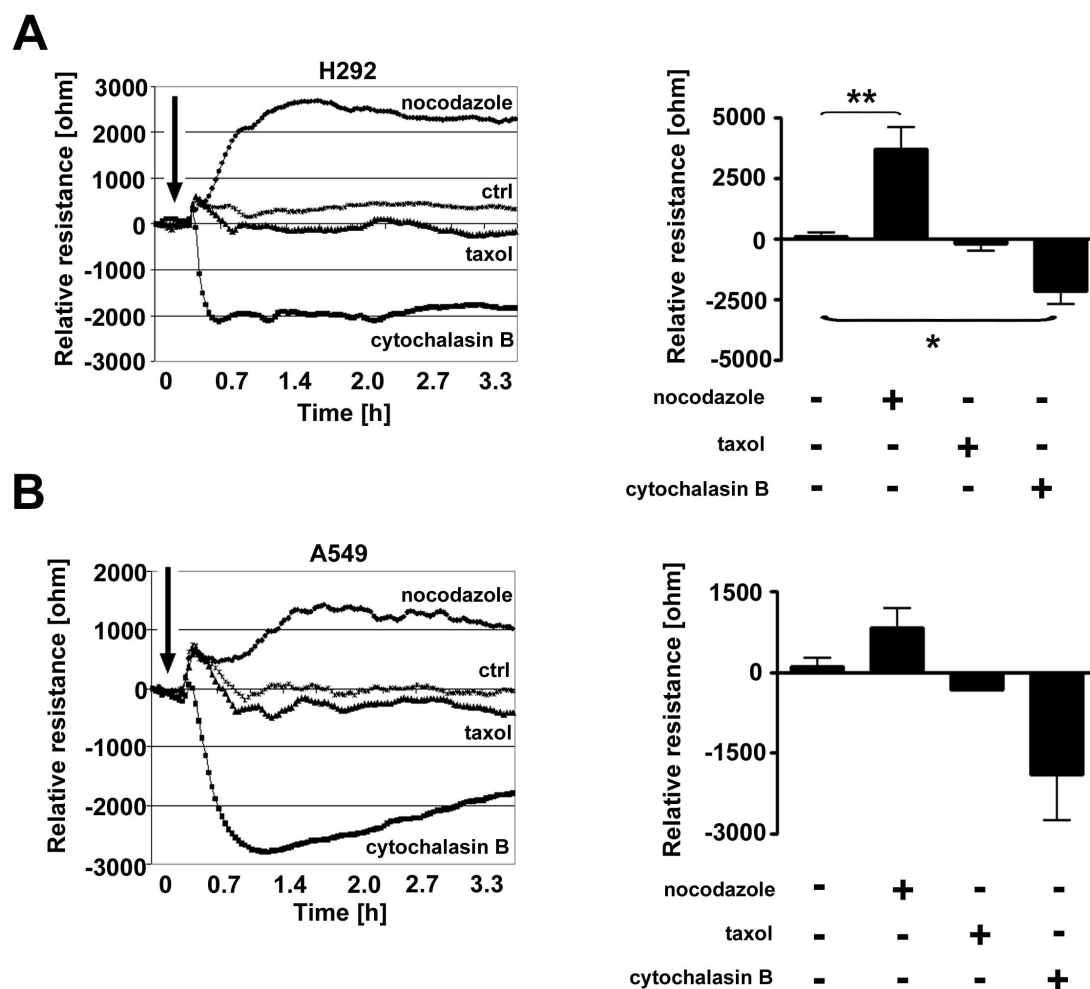 A
H292
Relative resistance [ohm]
3000
2000
1000
0
-1000
-2000
-3000
nocodazole
ctrl
taxol
cytochalasin B
0 0.7 1.4 2.0 2.7 3.3
Time [h]
Relative resistance [ohm]
5000
2500
0
-2500
-5000
**
*
nocodazole - + - -
taxol - - + -
cytochalasin B - - - +
B
A549
Relative resistance [ohm]
2000
1000
0
-1000
-2000
-3000
nocodazole
ctrl
taxol
cytochalasin B
0 0.7 1.4 2.0 2.7 3.3
Time [h]
Relative resistance [ohm]
1500
0
-1500
-3000
nocodazole - + - -
taxol - - + -
cytochalasin B - - - +